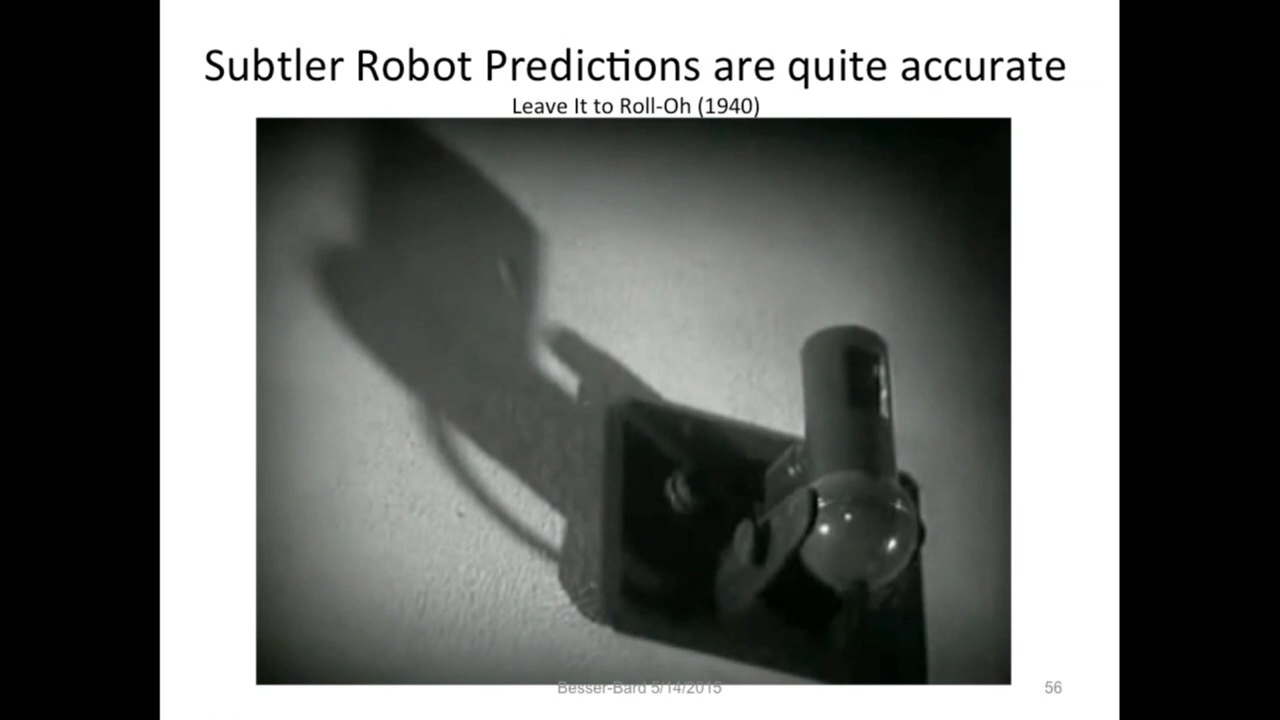 Subtler Robot Predictions are quite accurate
Leave It to Roll-Oh (1940)
Besser-Bard 5/14/2015
56